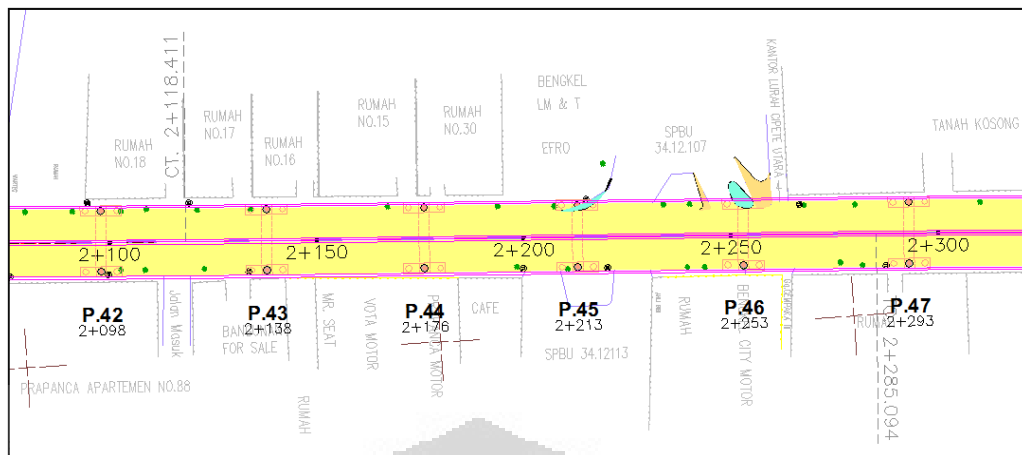 BENGKEL
LM & T
EFRO
KANTOR LURAH CIPETE UTARA
CT. 2+118.411
RUMAH
NO.18
RUMAH
NO.17
RUMAH
NO.16
RUMAH
NO.15
RUMAH
NO.30
SPBU
34.12.107
TANAH KOSONG
2+100
2+150
2+200
2+250
2+300
P.42
2+098
P.43
2+138
P.44
2+176
P.45
2+213
P.46
2+253
P.47
2+293
Jalan Masuk
FOR SALE
MR. SEAT
VOTA MOTOR
MOTOR
CAFE
SPBU 34.12113
RUMAH
CITY MOTOR
2+285.094
PRAPANCA APARTEMEN NO.88
RUMAH